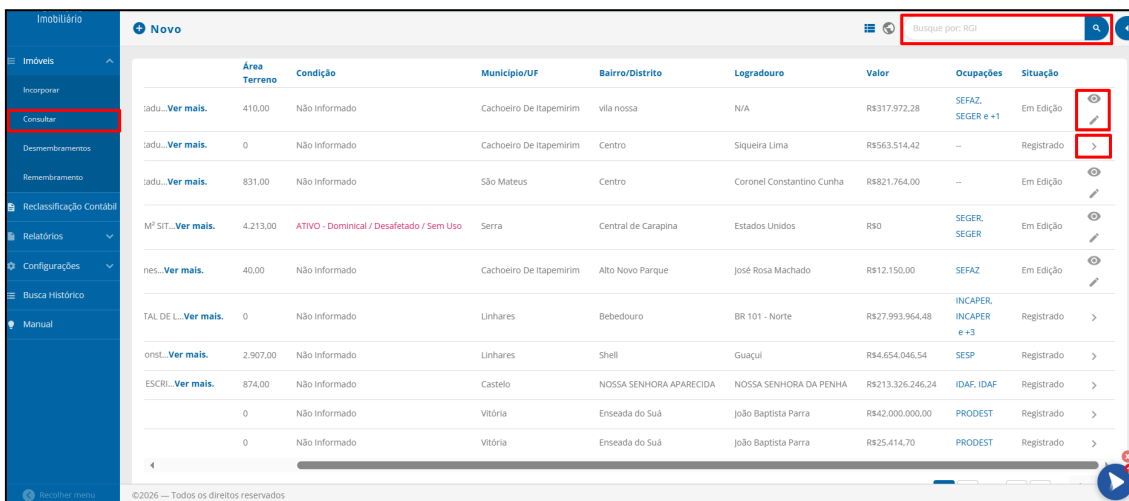 Imobiliário
Novo
Busque por: RGI
Imóveis
Incorporar
Consultar
Desmembramentos
Remembramento
Reclassificação Contábil
Relatórios
Configurações
Busca Histórico
Manual
Recolher menu
Área Terreno Condição Município/UF Bairro/Distrito Logradouro Valor Ocupações Situação
:adu...Ver mais. 410,00 Não Informado Cachoeiro De Itapemirim vila nossa N/A R$317.972,28 SEFAZ, SEGER e +1 Em Edição
:adu...Ver mais. 0 Não Informado Cachoeiro De Itapemirim Centro Siqueira Lima R$563.514,42 -- Registrado
:adu...Ver mais. 831,00 Não Informado São Mateus Centro Coronel Constantino Cunha R$821.764,00 -- Em Edição
M² SIT...Ver mais. 4.213,00 ATIVO - Dominical / Desafetado / Sem Uso Serra Central de Carapina Estados Unidos R$0 SEGER, SEGER Em Edição
nes...Ver mais. 40,00 Não Informado Cachoeiro De Itapemirim Alto Novo Parque José Rosa Machado R$12.150,00 SEFAZ Em Edição
TAL DE L...Ver mais. 0 Não Informado Linhares Bebedouro BR 101 - Norte R$27.993.964,48 INCAPER, INCAPER e +3 Registrado
onst...Ver mais. 2.907,00 Não Informado Linhares Shell Guaçui R$4.654.046,54 SESP Registrado
ESCRI...Ver mais. 874,00 Não Informado Castelo NOSSA SENHORA APARECIDA NOSSA SENHORA DA PENHA R$213.326.246,24 IDAF, IDAF Registrado
0 Não Informado Vitória Enseada do Suá João Baptista Parra R$42.000.000,00 PRODEST Registrado
0 Não Informado Vitória Enseada do Suá João Baptista Parra R$25.414,70 PRODEST Registrado
©2026 — Todos os direitos reservados